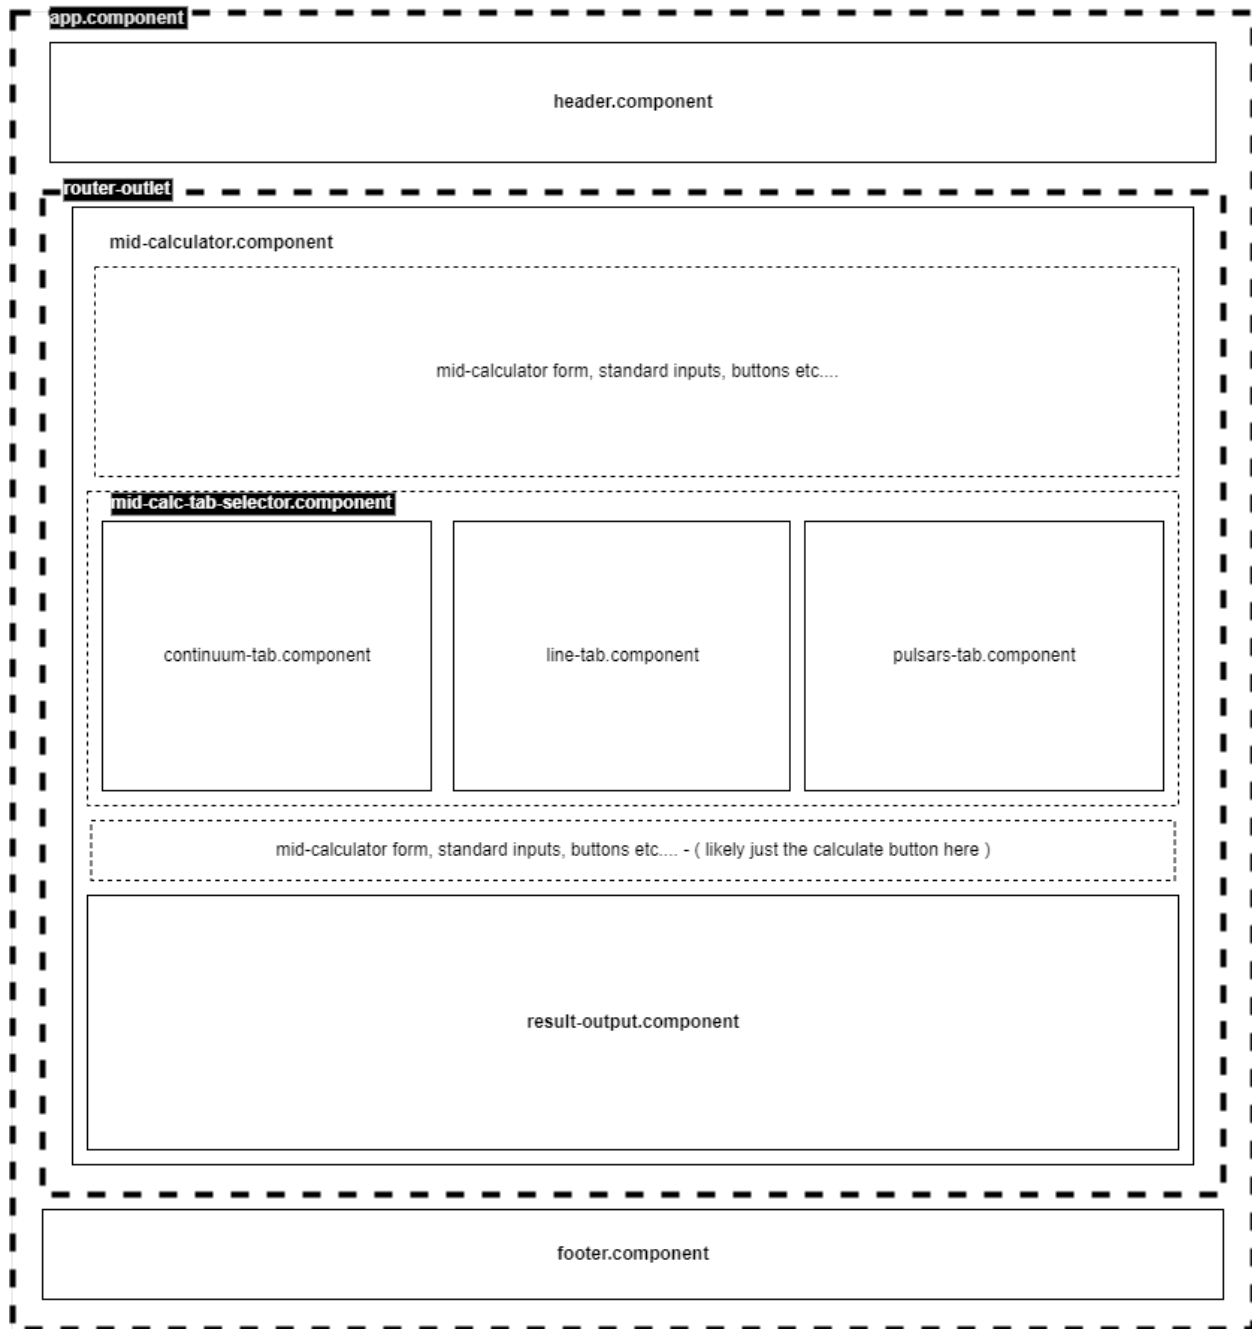 app.component
header.component
router-outlet
mid-calculator.component
mid-calculator form, standard inputs, buttons etc....
mid-calc-tab-selector.component
continuum-tab.component
line-tab.component
pulsars-tab.component
mid-calculator form, standard inputs, buttons etc.... - ( likely just the calculate button here )
result-output.component
footer.component